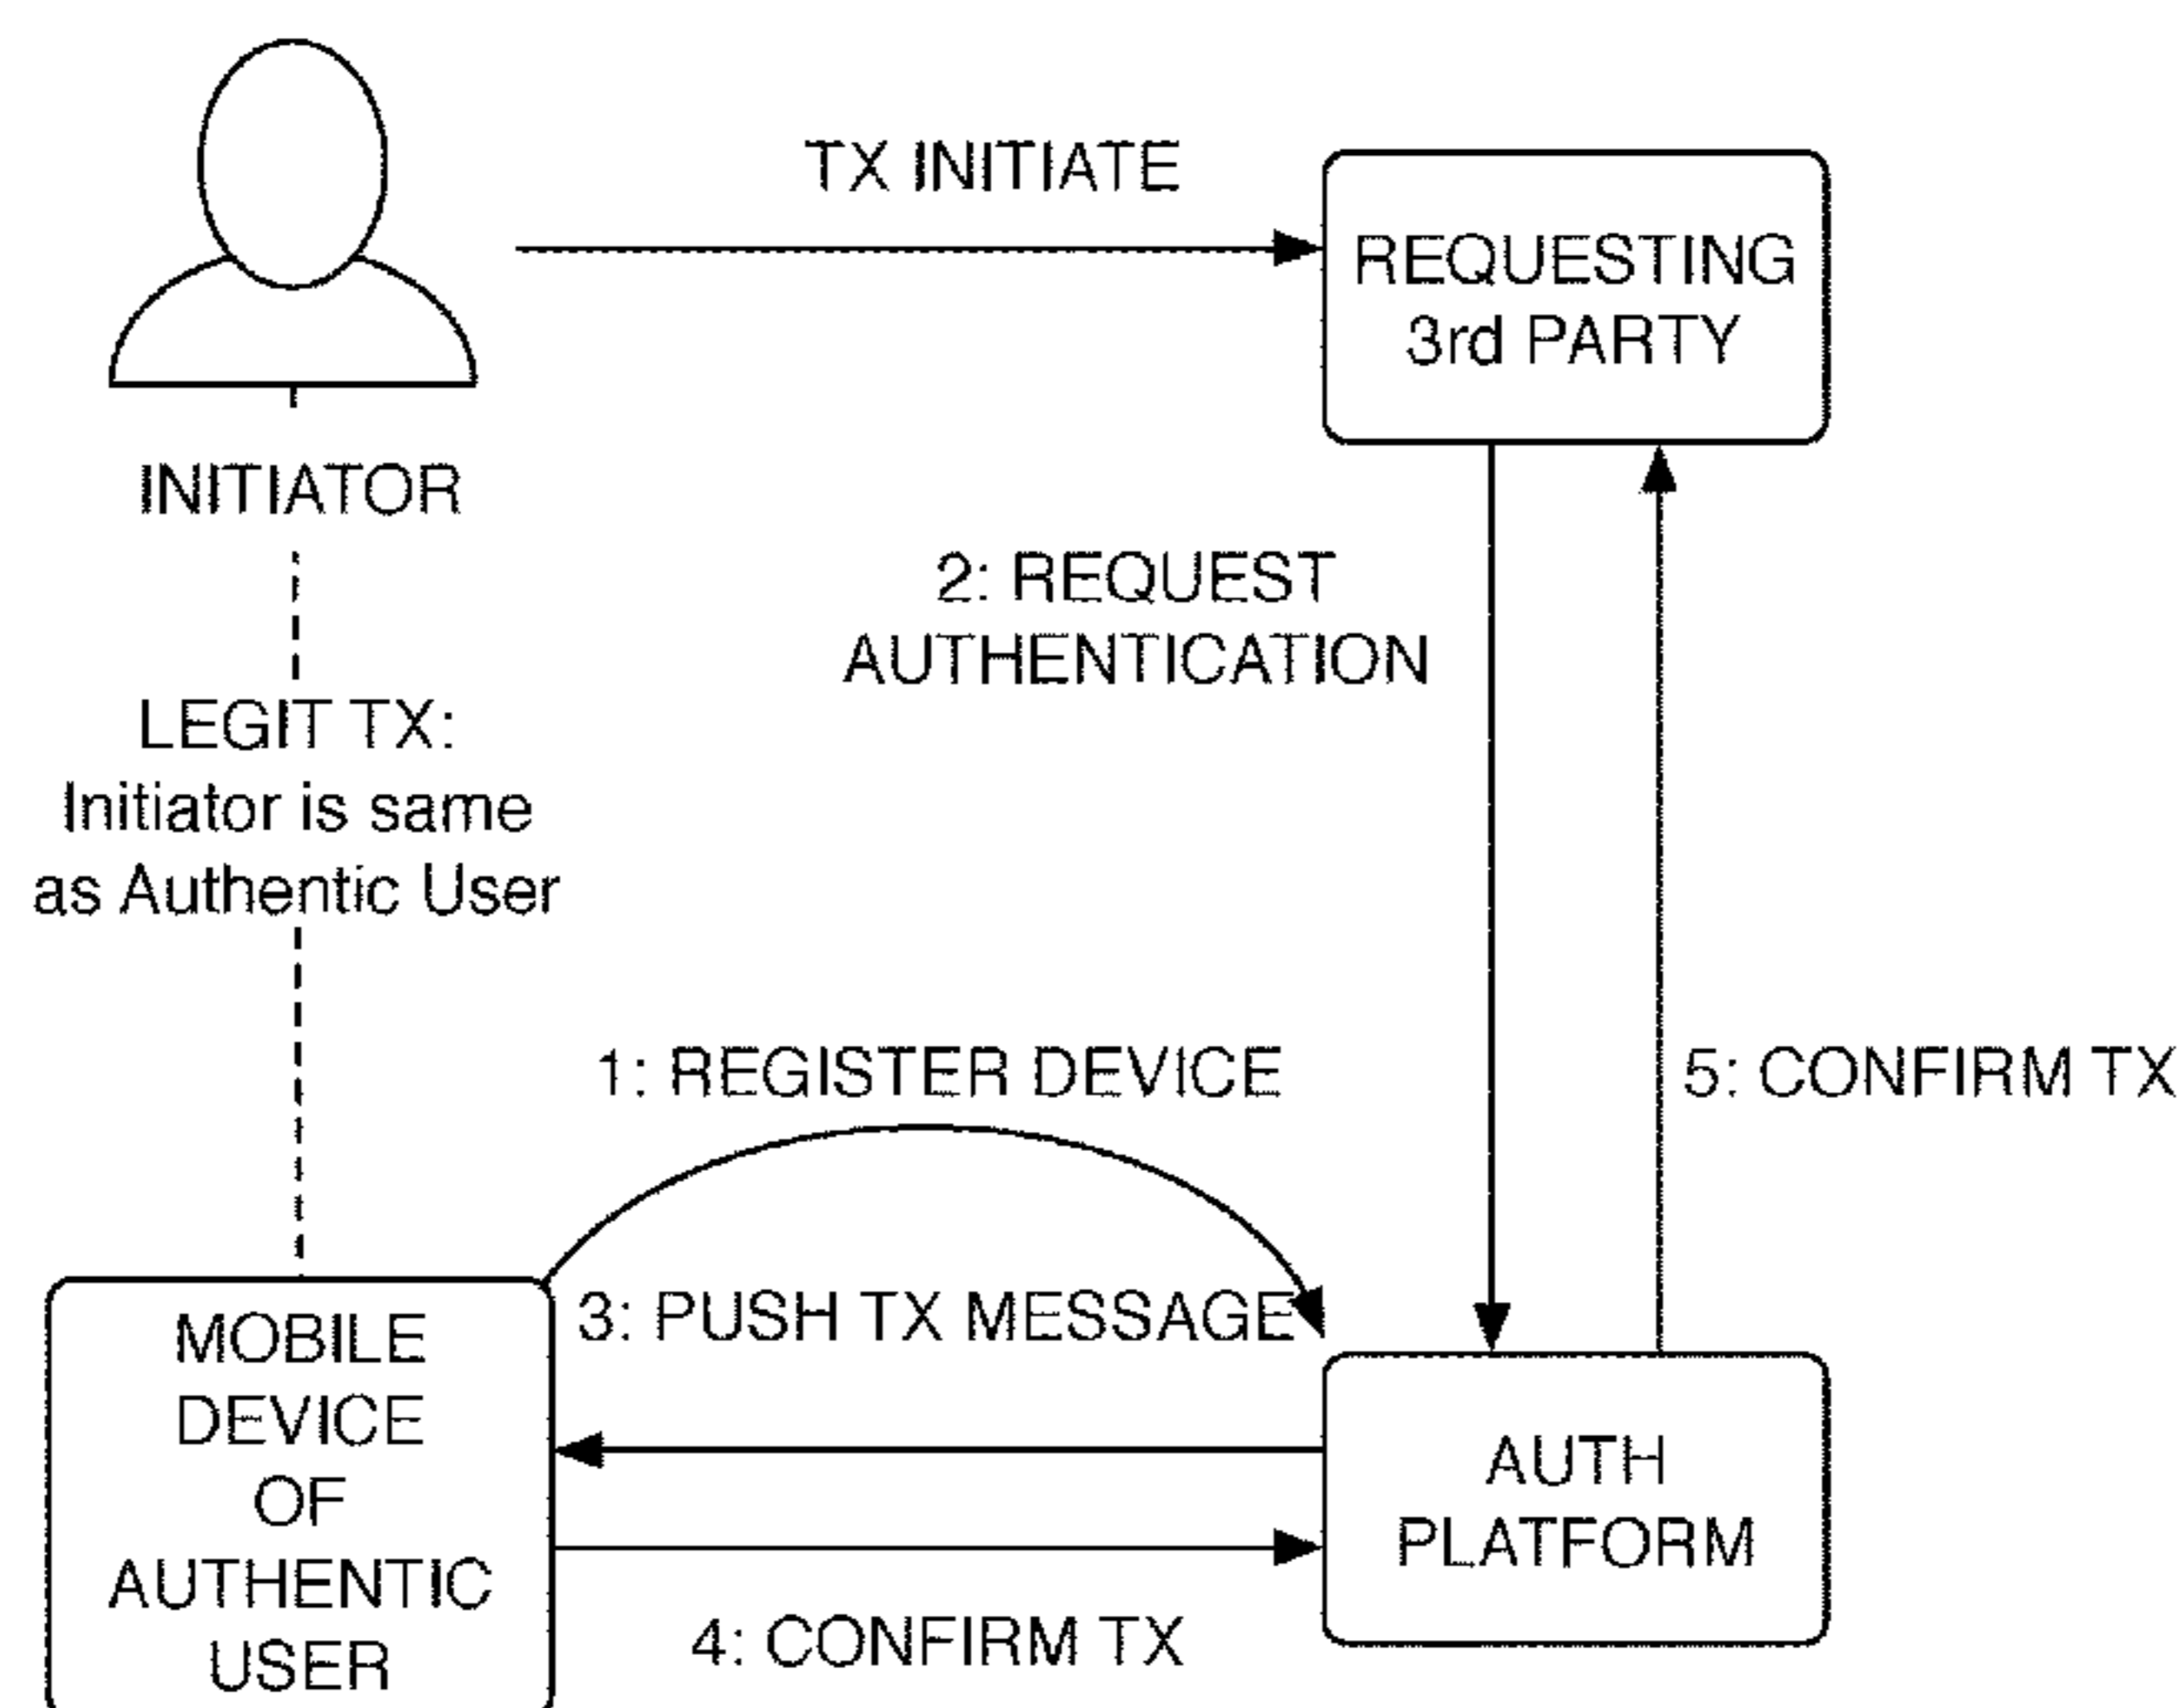 TX INITIATE
REQUESTING
3rd PARTY
INITIATOR
2: REQUEST
AUTHENTICATION
LEGIT TX:
Initiator is same
as Authentic User
1: REGISTER DEVICE
5: CONFIRM TX
3: PUSH TX MESSAGE
MOBILE
DEVICE
OF
AUTHENTIC
USER
AUTH
PLATFORM
4: CONFIRM TX